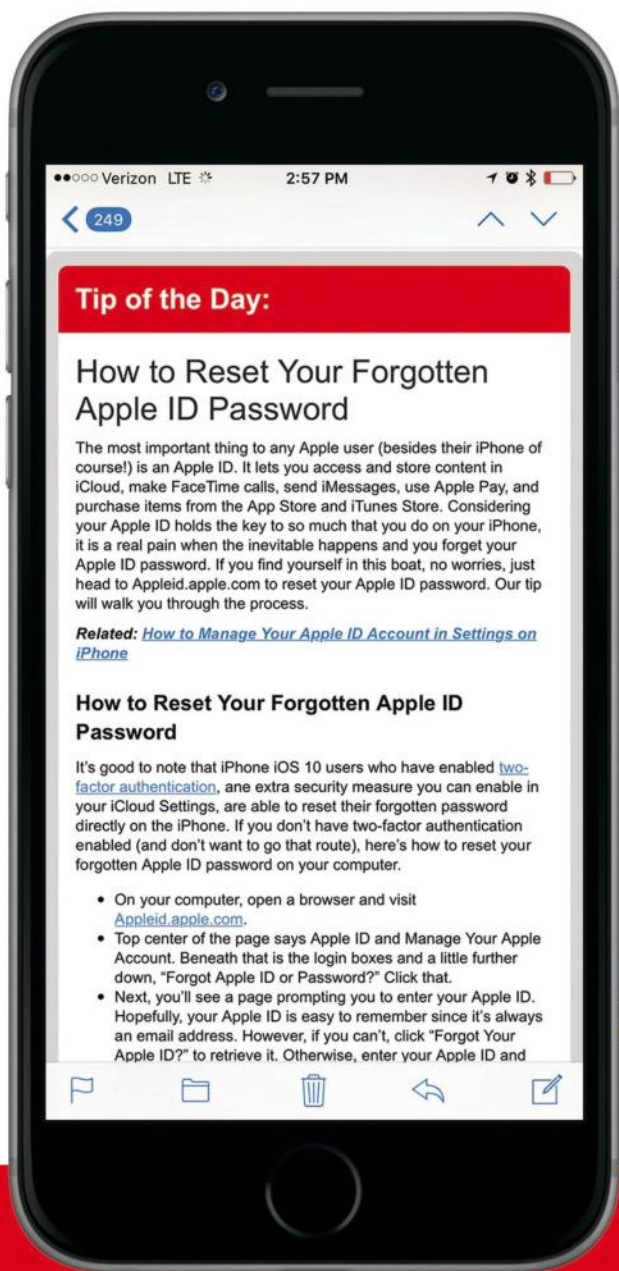 Verizon LTE 2:57 PM
249
Tip of the Day:
How to Reset Your Forgotten
Apple ID Password
The most important thing to any Apple user (besides their iPhone of
course!) is an Apple ID. It lets you access and store content in
iCloud, make FaceTime calls, send iMessages, use Apple Pay, and
purchase items from the App Store and iTunes Store. Considering
your Apple ID holds the key to so much that you do on your iPhone,
it is a real pain when the inevitable happens and you forget your
Apple ID password. If you find yourself in this boat, no worries, just
head to Appleid.apple.com to reset your Apple ID password. Our tip
will walk you through the process.
Related: How to Manage Your Apple ID Account in Settings on
iPhone
How to Reset Your Forgotten Apple ID
Password
It's good to note that iPhone iOS 10 users who have enabled two-
factor authentication, ane extra security measure you can enable in
your iCloud Settings, are able to reset their forgotten password
directly on the iPhone. If you don't have two-factor authentication
enabled (and don't want to go that route), here's how to reset your
forgotten Apple ID password on your computer.
• On your computer, open a browser and visit
Appleid.apple.com.
• Top center of the page says Apple ID and Manage Your Apple
Account. Beneath that is the login boxes and a little further
down, “Forgot Apple ID or Password?” Click that.
• Next, you'll see a page prompting you to enter your Apple ID.
Hopefully, your Apple ID is easy to remember since it's always
an email address. However, if you can't, click “Forgot Your
Apple ID?” to retrieve it. Otherwise, enter your Apple ID and